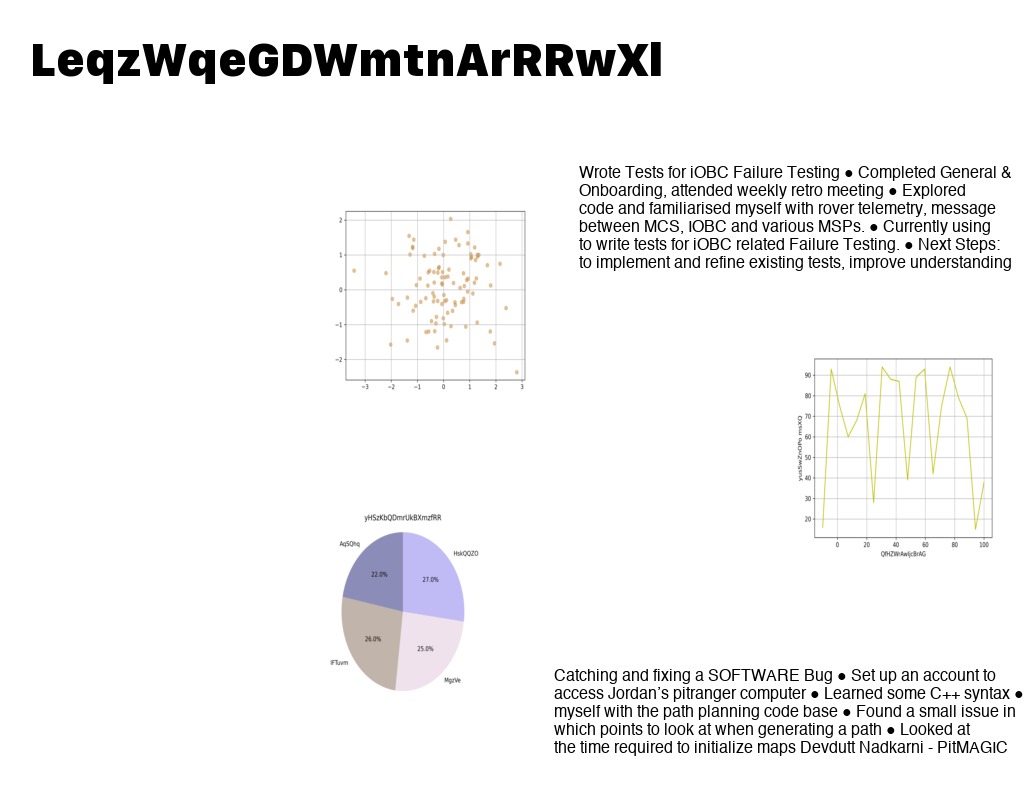 LeqzWqeGDWmtnArRRwXl
Wrote Tests for iOBC Failure Testing ● Completed General &
Onboarding, attended weekly retro meeting ● Explored
code and familiarised myself with rover telemetry, message
between MCS, IOBC and various MSPs. ● Currently using
to write tests for iOBC related Failure Testing. ● Next Steps:
to implement and refine existing tests, improve understanding
2
1
0
−1
−2
−3 −2 −1 0 1 2 3
90
80
70
60
50
40
30
20
0 20 40 60 80 100
QfHZWrAwljcBrAG
yHSzKbQDmrUkBXmzfRR
AqSQhq
HskQQZO
22.0%
27.0%
26.0%
25.0%
IFTuvm
MgzVe
Catching and fixing a SOFTWARE Bug ● Set up an account to
access Jordan's pitranger computer ● Learned some C++ syntax ●
myself with the path planning code base ● Found a small issue in
which points to look at when generating a path ● Looked at
the time required to initialize maps Devdutt Nadkarni - PitMAGIC